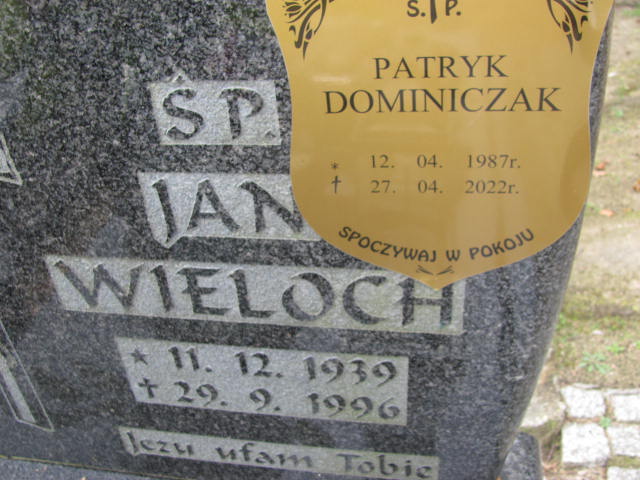 S.†P.
PATRYK
DOMINICZAK
* 12. 04. 1987r.
† 27. 04. 2022r.
SPOCZYWAJ W POKOJU
ŚP.
JAN
WIELOCH
* 11. 12. 1939
† 29. 9. 1996
Jezu ufam Tobie